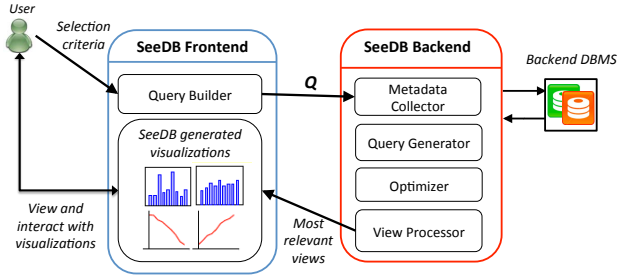 User
Selection
criteria
SeeDB Frontend
Query Builder
SeeDB generated
visualizations
View and
interact with
visualizations
Q
Most
relevant
views
SeeDB Backend
Metadata
Collector
Query Generator
Optimizer
View Processor
Backend DBMS